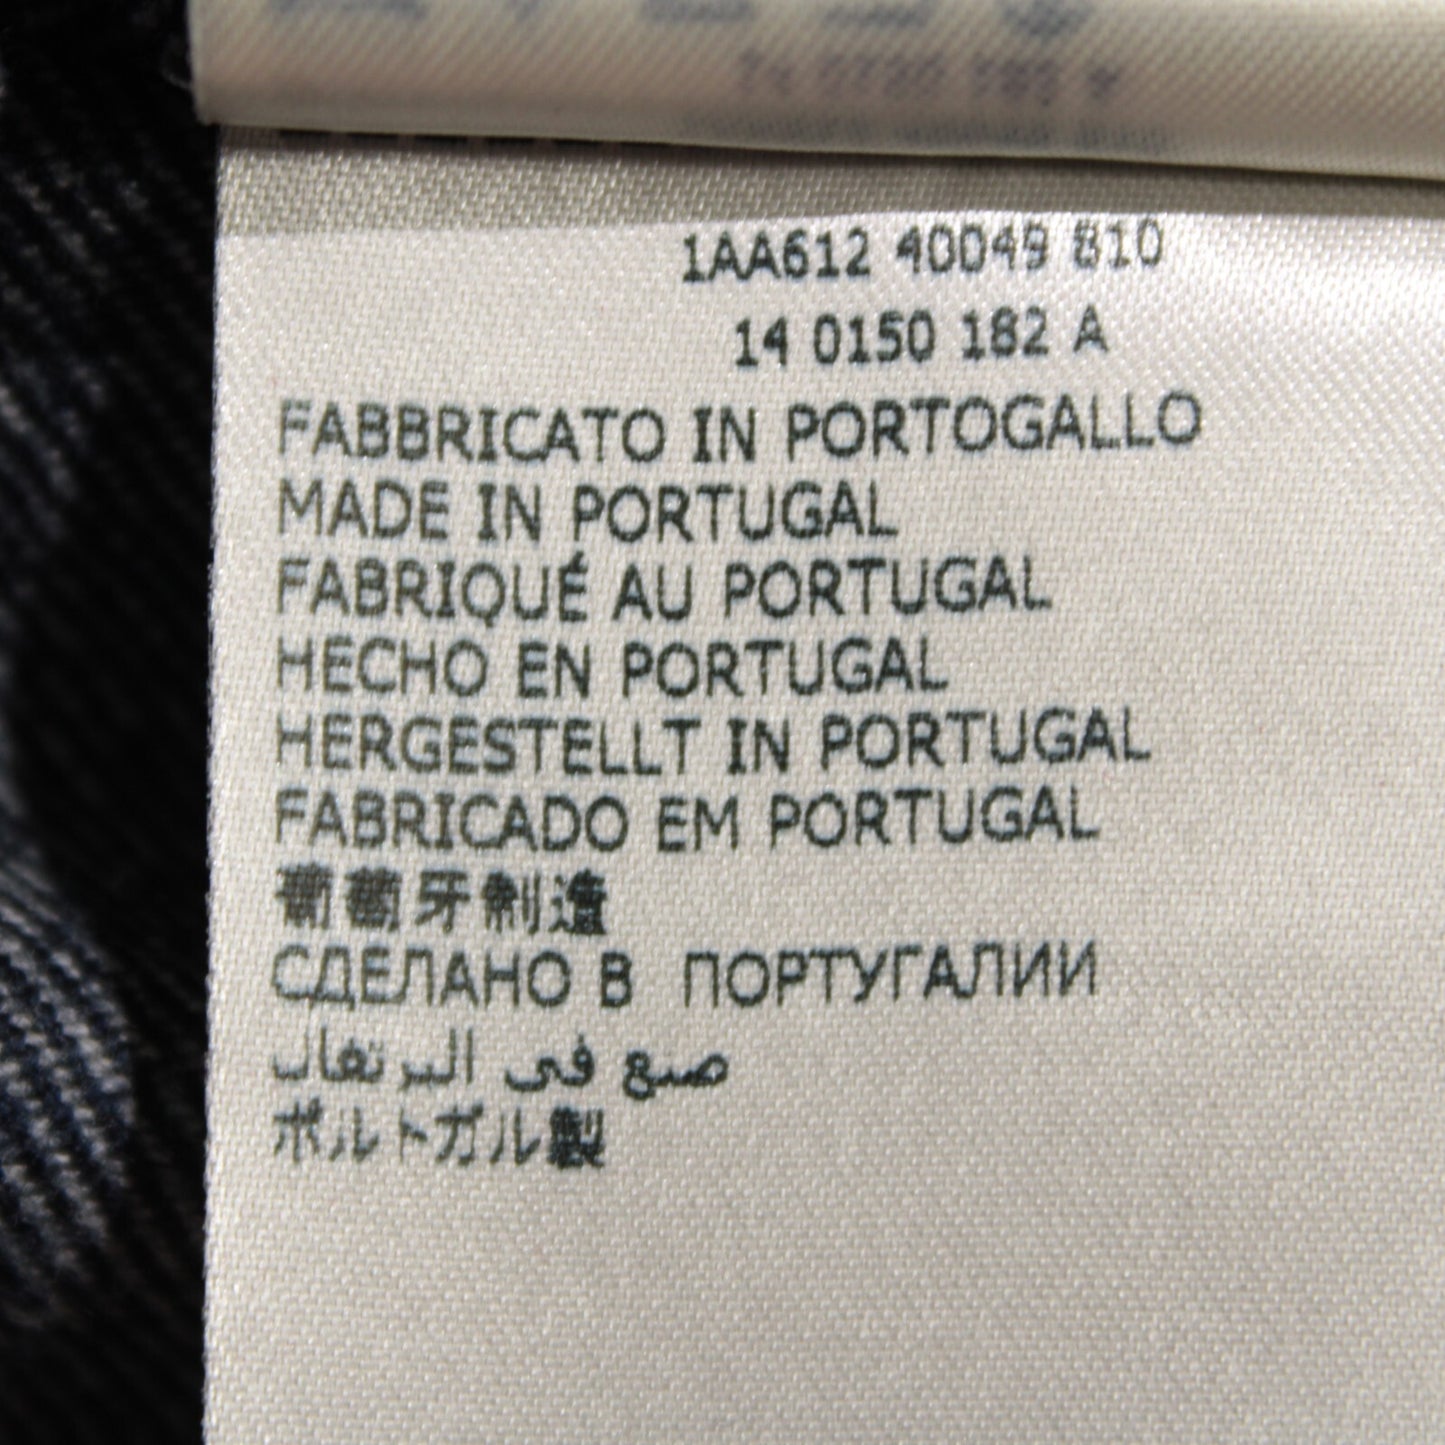 1AA612 40049 810
14 0150 182 A
FABBRICATO IN PORTOGALLO
MADE IN PORTUGAL
FABRIQUÉ AU PORTUGAL
HECHO EN PORTUGAL
HERGESTELLT IN PORTUGAL
FABRICADO EM PORTUGAL
葡萄牙制造
СДЕЛАНО В ПОРТУГАЛИИ
صنع في البرتغال
ポルトガル製